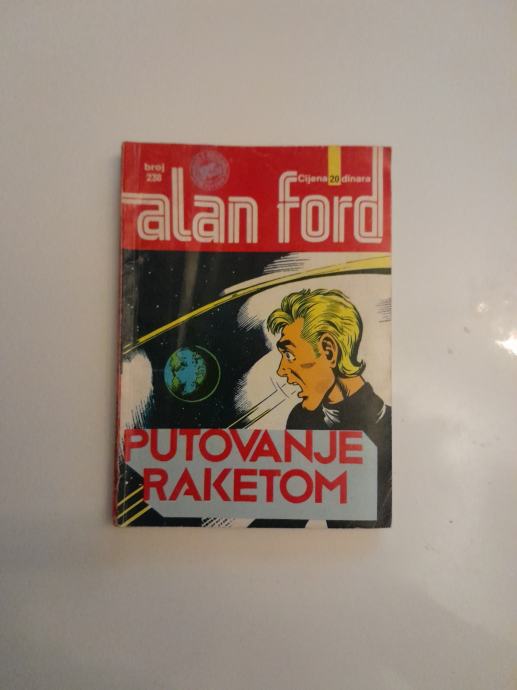 broj
238
Cijena 20 dinara
alan ford
PUTOVANJE
RAKETOM